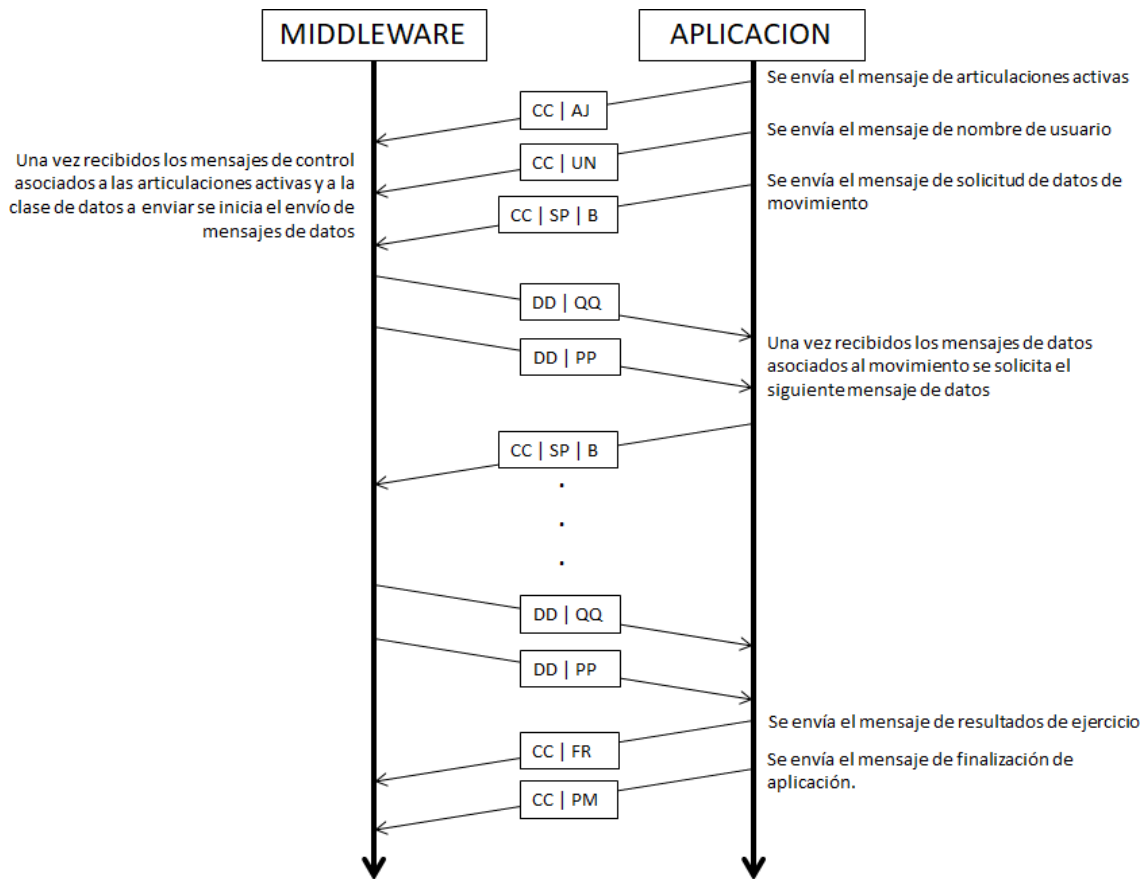 MIDDLEWARE
APLICACION
Se envía el mensaje de articulaciones activas
CC | AJ
Se envía el mensaje de nombre de usuario
CC | UN
Una vez recibidos los mensajes de control
asociados a las articulaciones activas y a la
clase de datos a enviar se inicia el envío de
mensajes de datos
Se envía el mensaje de solicitud de datos de
movimiento
CC | SP | B
DD | QQ
DD | PP
Una vez recibidos los mensajes de datos
asociados al movimiento se solicita el
siguiente mensaje de datos
CC | SP | B
.
.
.
DD | QQ
DD | PP
Se envía el mensaje de resultados de ejercicio
CC | FR
Se envía el mensaje de finalización de
aplicación.
CC | PM